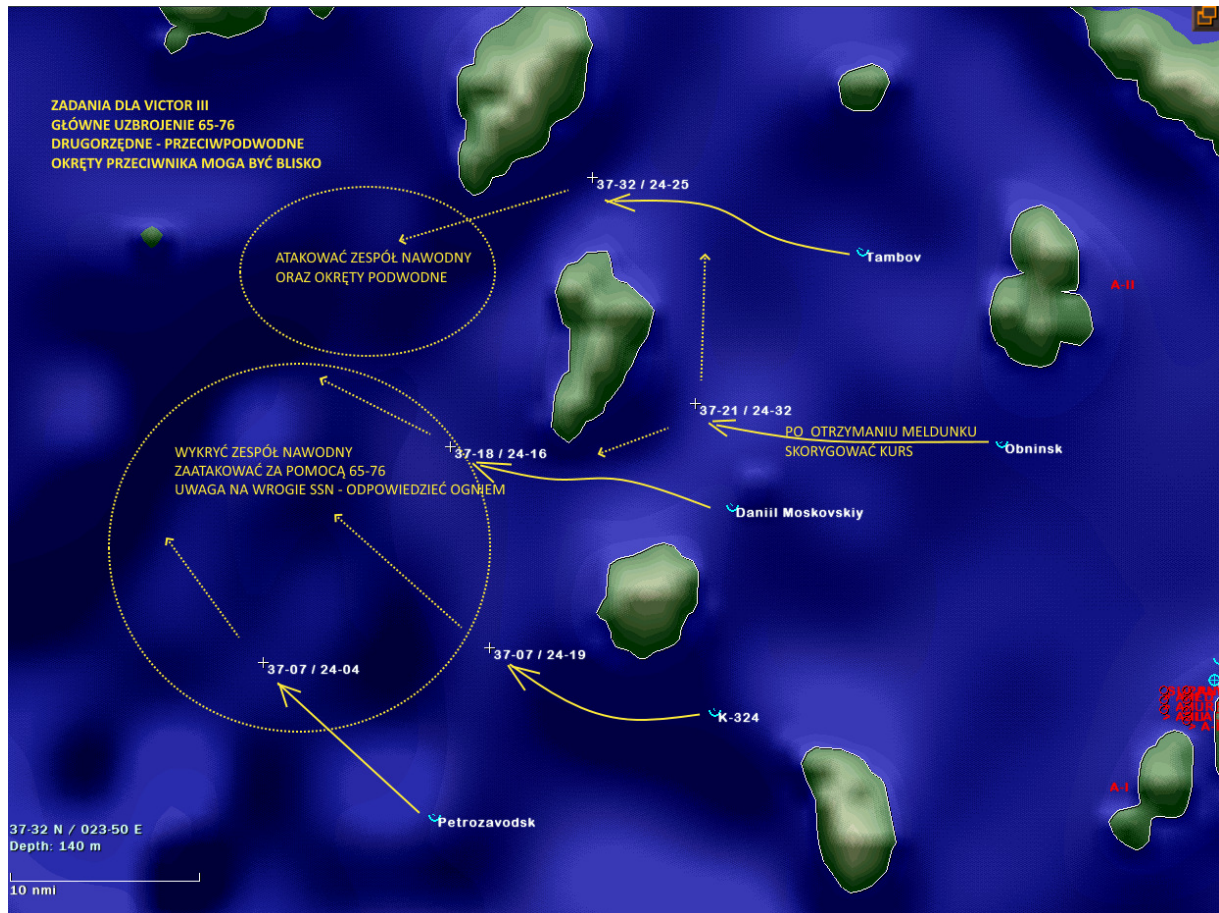 ZADANIA DLA VICTOR III
GŁÓWNE UZBROJENIE 65-76
DRUGORZĘDNE - PRZECIWPODWODNE
OKRĘTY PRZECIWNIKA MOGA BYĆ BLISKO
37-32 / 24-25
ATAKOWAĆ ZESPÓŁ NAWODNY
ORAZ OKRĘTY PODWODNE
Tambov
A-II
37-21 / 24-32
PO OTRZYMANIU MELDUNKU
SKORYGOWAĆ KURS
Obninsk
WYKRYĆ ZESPÓŁ NAWODNY
ZAATAKOWAĆ ZA POMOCĄ 65-76
UWAGA NA WROGIE SSN - ODPOWIEDZIEĆ OGNIEM
37-18 / 24-16
Daniil Moskovskiy
37-07 / 24-19
37-07 / 24-04
K-324
A-I
Petrozavodsk
37-32 N / 023-50 E
Depth: 140 m
10 nmi